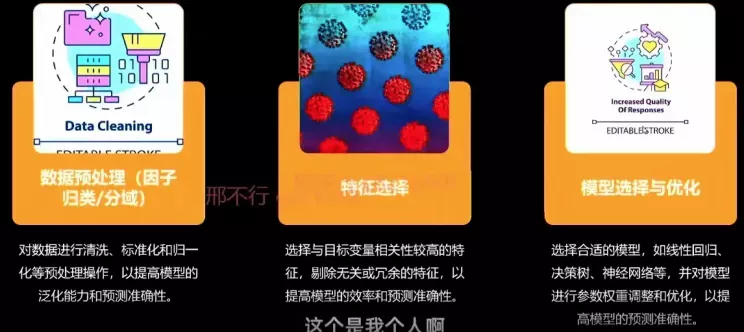 Data Cleaning
EDITABLE STROKE
数据预处理（因子
归类/分域）
对数据进行清洗、标准化和归一
化等预处理操作，以提高模型的
泛化能力和预测准确性。
邢不行
特征选择
选择与目标变量相关性较高的特
征，剔除无关或冗余的特征，以
提高模型的效率和预测准确性。
Increased Quality
Of Responses
EDITABLE STROKE
模型选择与优化
选择合适的模型，如线性回归、
决策树、神经网络等，并对模型
进行参数权重调整和优化，以提
高模型的预测准确性。
这个是我个人啊